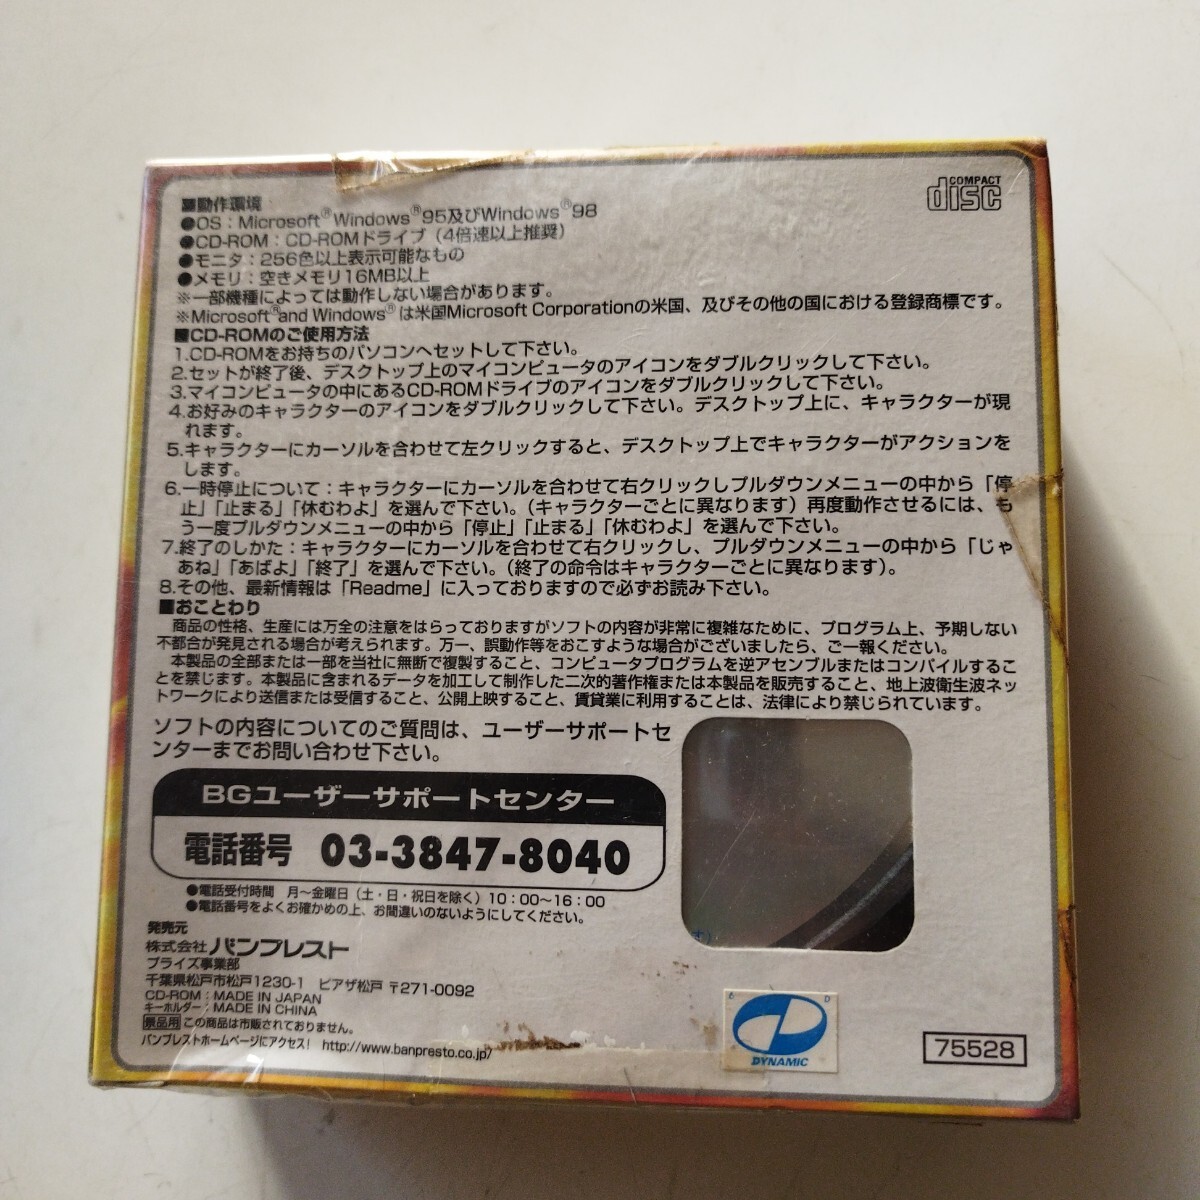 COMPACT
disc
■動作環境
●OS：Microsoft®Windows®95及びWindows®98
●CD-ROM：CD-ROMドライブ（4倍速以上推奨）
●モニタ：256色以上表示可能なもの
●メモリ：空きメモリ16MB以上
※一部機種によっては動作しない場合があります。
※Microsoft®and Windows®は米国Microsoft Corporationの米国、及びその他の国における登録商標です。
■CD-ROMのご使用方法
1.CD-ROMをお持ちのパソコンへセットして下さい。
2.セットが終了後、デスクトップ上のマイコンピュータのアイコンをダブルクリックして下さい。
3.マイコンピュータの中にあるCD-ROMドライブのアイコンをダブルクリックして下さい。
4.お好みのキャラクターのアイコンをダブルクリックして下さい。デスクトップ上に、キャラクターが現
れます。
5.キャラクターにカーソルを合わせて左クリックすると、デスクトップ上でキャラクターがアクションを
します。
6.一時停止について：キャラクターにカーソルを合わせて右クリックしプルダウンメニューの中から「停
止」「止まる」「休むわよ」を選んで下さい。（キャラクターごとに異なります）再度動作させるには、も
う一度プルダウンメニューの中から「停止」「止まる」「休むわよ」を選んで下さい。
7.終了のしかた：キャラクターにカーソルを合わせて右クリックし、プルダウンメニューの中から「じゃ
あね」「あばよ」「終了」を選んで下さい。（終了の命令はキャラクターごとに異なります）。
8.その他、最新情報は「Readme」に入っておりますので必ずお読み下さい。
■おことわり
商品の性格、生産には万全の注意をはらっておりますがソフトの内容が非常に複雑なために、プログラム上、予期しない
不都合が発見される場合が考えられます。万一、誤動作等をおこすような場合がございましたら、ご一報ください。
本製品の全部または一部を当社に無断で複製すること、コンピュータプログラムを逆アセンブルまたはコンパイルするこ
とを禁じます。本製品に含まれるデータを加工して制作した二次的著作権または本製品を販売すること、地上波衛生波ネッ
トワークにより送信または受信すること、公開上映すること、賃貸業に利用することは、法律により禁じられています。
ソフトの内容についてのご質問は、ユーザーサポートセ
ンターまでお問い合わせ下さい。
BGユーザーサポートセンター
電話番号 03-3847-8040
●電話受付時間 月〜金曜日（土・日・祝日を除く）10：00〜16：00
●電話番号をよくお確かめの上、お間違いのないようにしてください。
す）
発売元
株式会社 バンプレスト
プライズ事業部
千葉県松戸市松戸1230-1 ピアザ松戸 〒271-0092
CD-ROM：MADE IN JAPAN
キーホルダー：MADE IN CHINA
景品用 この商品は市販されておりません。
バンプレストホームページにアクセス! http://www.banpresto.co.jp/
6 D
DYNAMIC
75528